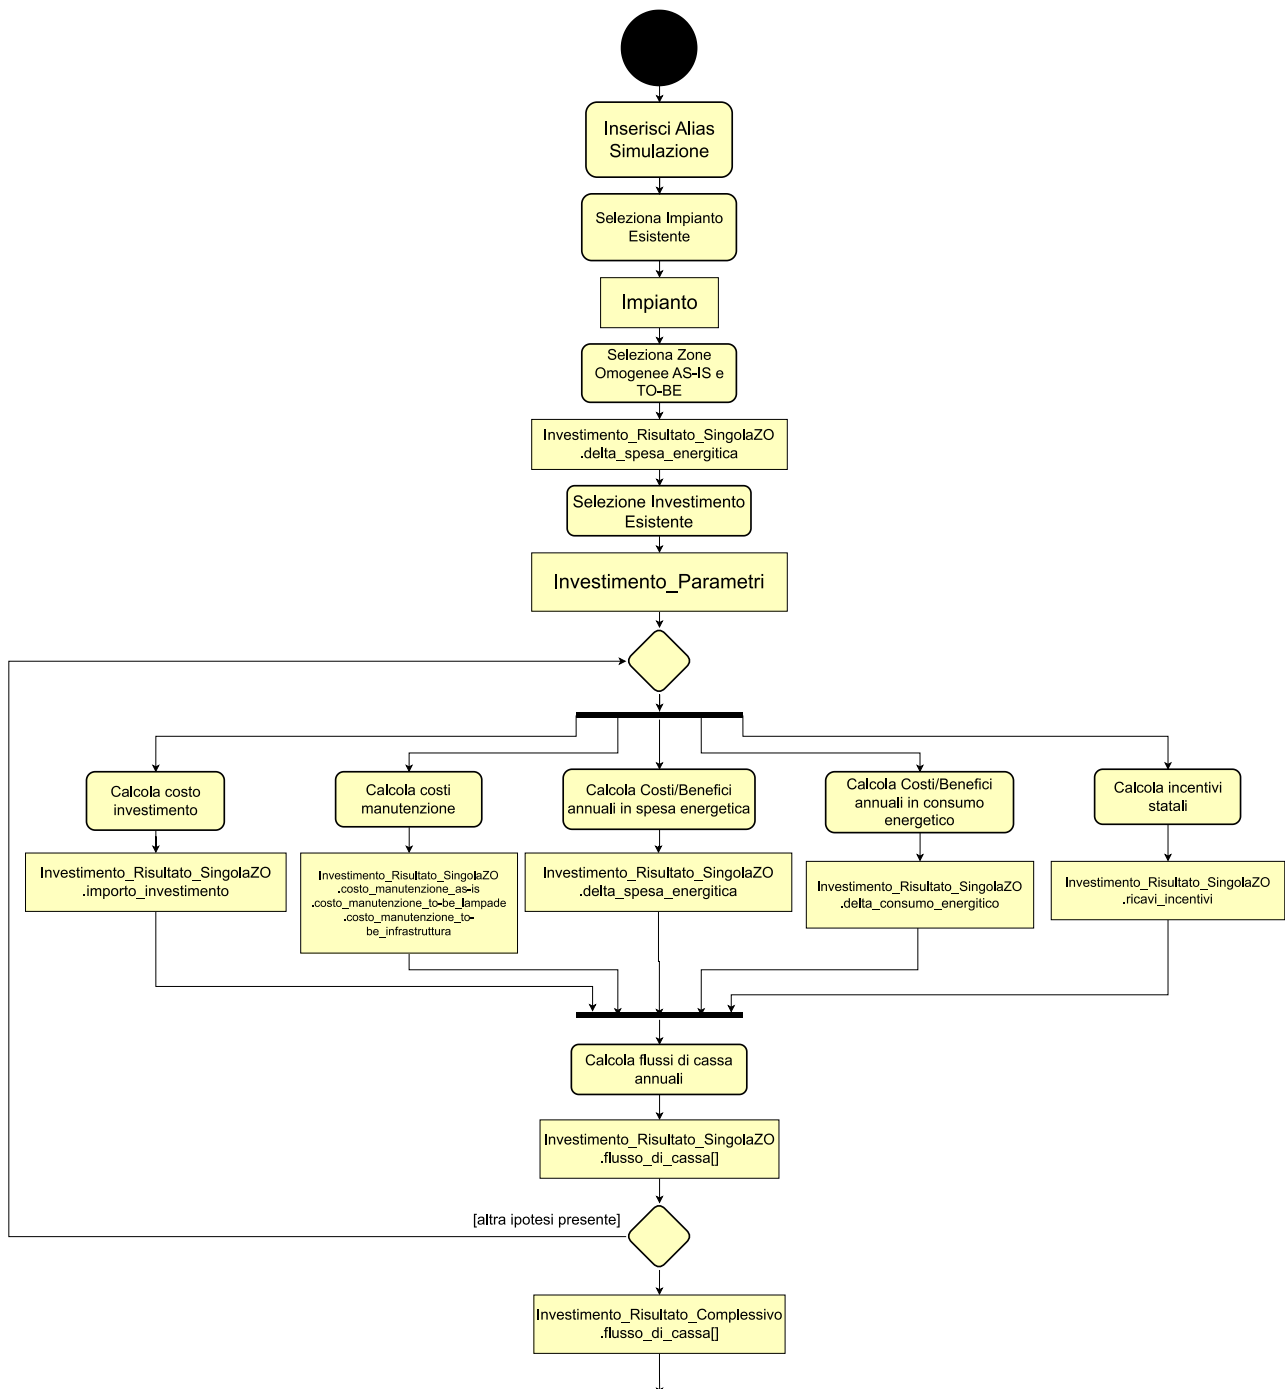 Inserisci Alias
Simulazione
Seleziona Impianto
Esistente
Impianto
Seleziona Zone
Omogenee AS-IS e
TO-BE
Investimento_Risultato_SingolaZO
.delta_spesa_energitica
Selezione Investimento
Esistente
Investimento_Parametri
Calcola costo
investimento
Calcola costi
manutenzione
Calcola Costi/Benefici
annuali in spesa energetica
Calcola Costi/Benefici
annuali in consumo
energetico
Calcola incentivi
statali
Investimento_Risultato_SingolaZO
.importo_investimento
Investimento_Risultato_SingolaZO
.costo_manutenzione_as-is
.costo_manutenzione_to-be_lampade
.costo_manutenzione_to-
be_infrastruttura
Investimento_Risultato_SingolaZO
.delta_spesa_energitica
Investimento_Risultato_SingolaZO
.delta_consumo_energitico
Investimento_Risultato_SingolaZO
.ricavi_incentivi
Calcola flussi di cassa
annuali
Investimento_Risultato_SingolaZO
.flusso_di_cassa[]
[altra ipotesi presente]
Investimento_Risultato_Complessivo
.flusso_di_cassa[]